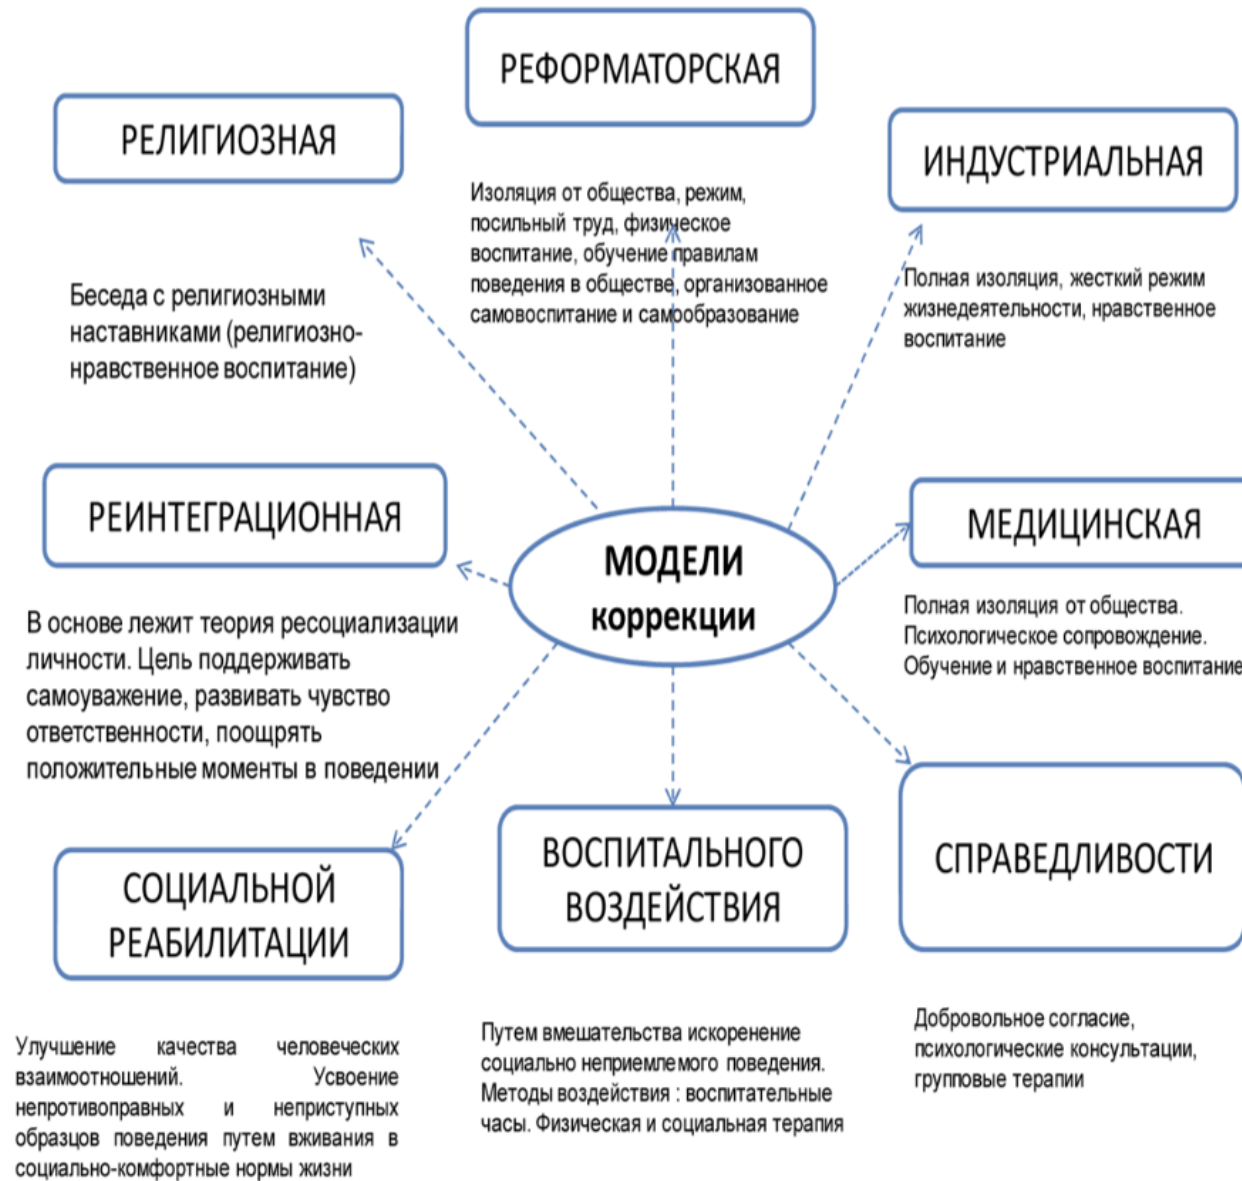 РЕФОРМАТОРСКАЯ
Изоляция от общества, режим,
посильный труд, физическое
воспитание, обучение правилам
поведения в обществе, организованное
самовоспитание и самообразование
РЕЛИГИОЗНАЯ
Беседа с религиозными
наставниками (религиозно-
нравственное воспитание)
ИНДУСТРИАЛЬНАЯ
Полная изоляция, жесткий режим
жизнедеятельности, нравственное
воспитание
РЕИНТЕГРАЦИОННАЯ
В основе лежит теория ресоциализации
личности. Цель поддерживать
самоуважение, развивать чувство
ответственности, поощрять
положительные моменты в поведении
МОДЕЛИ
коррекции
МЕДИЦИНСКАЯ
Полная изоляция от общества.
Психологическое сопровождение.
Обучение и нравственное воспитание
СОЦИАЛЬНОЙ
РЕАБИЛИТАЦИИ
Улучшение качества человеческих
взаимоотношений. Усвоение
непротивоправных и неприступных
образцов поведения путем вживания в
социально-комфортные нормы жизни
ВОСПИТАЛЬНОГО
ВОЗДЕЙСТВИЯ
Путем вмешательства искоренение
социально неприемлемого поведения.
Методы воздействия : воспитательные
часы. Физическая и социальная терапия
СПРАВЕДЛИВОСТИ
Добровольное согласие,
психологические консультации,
групповые терапии